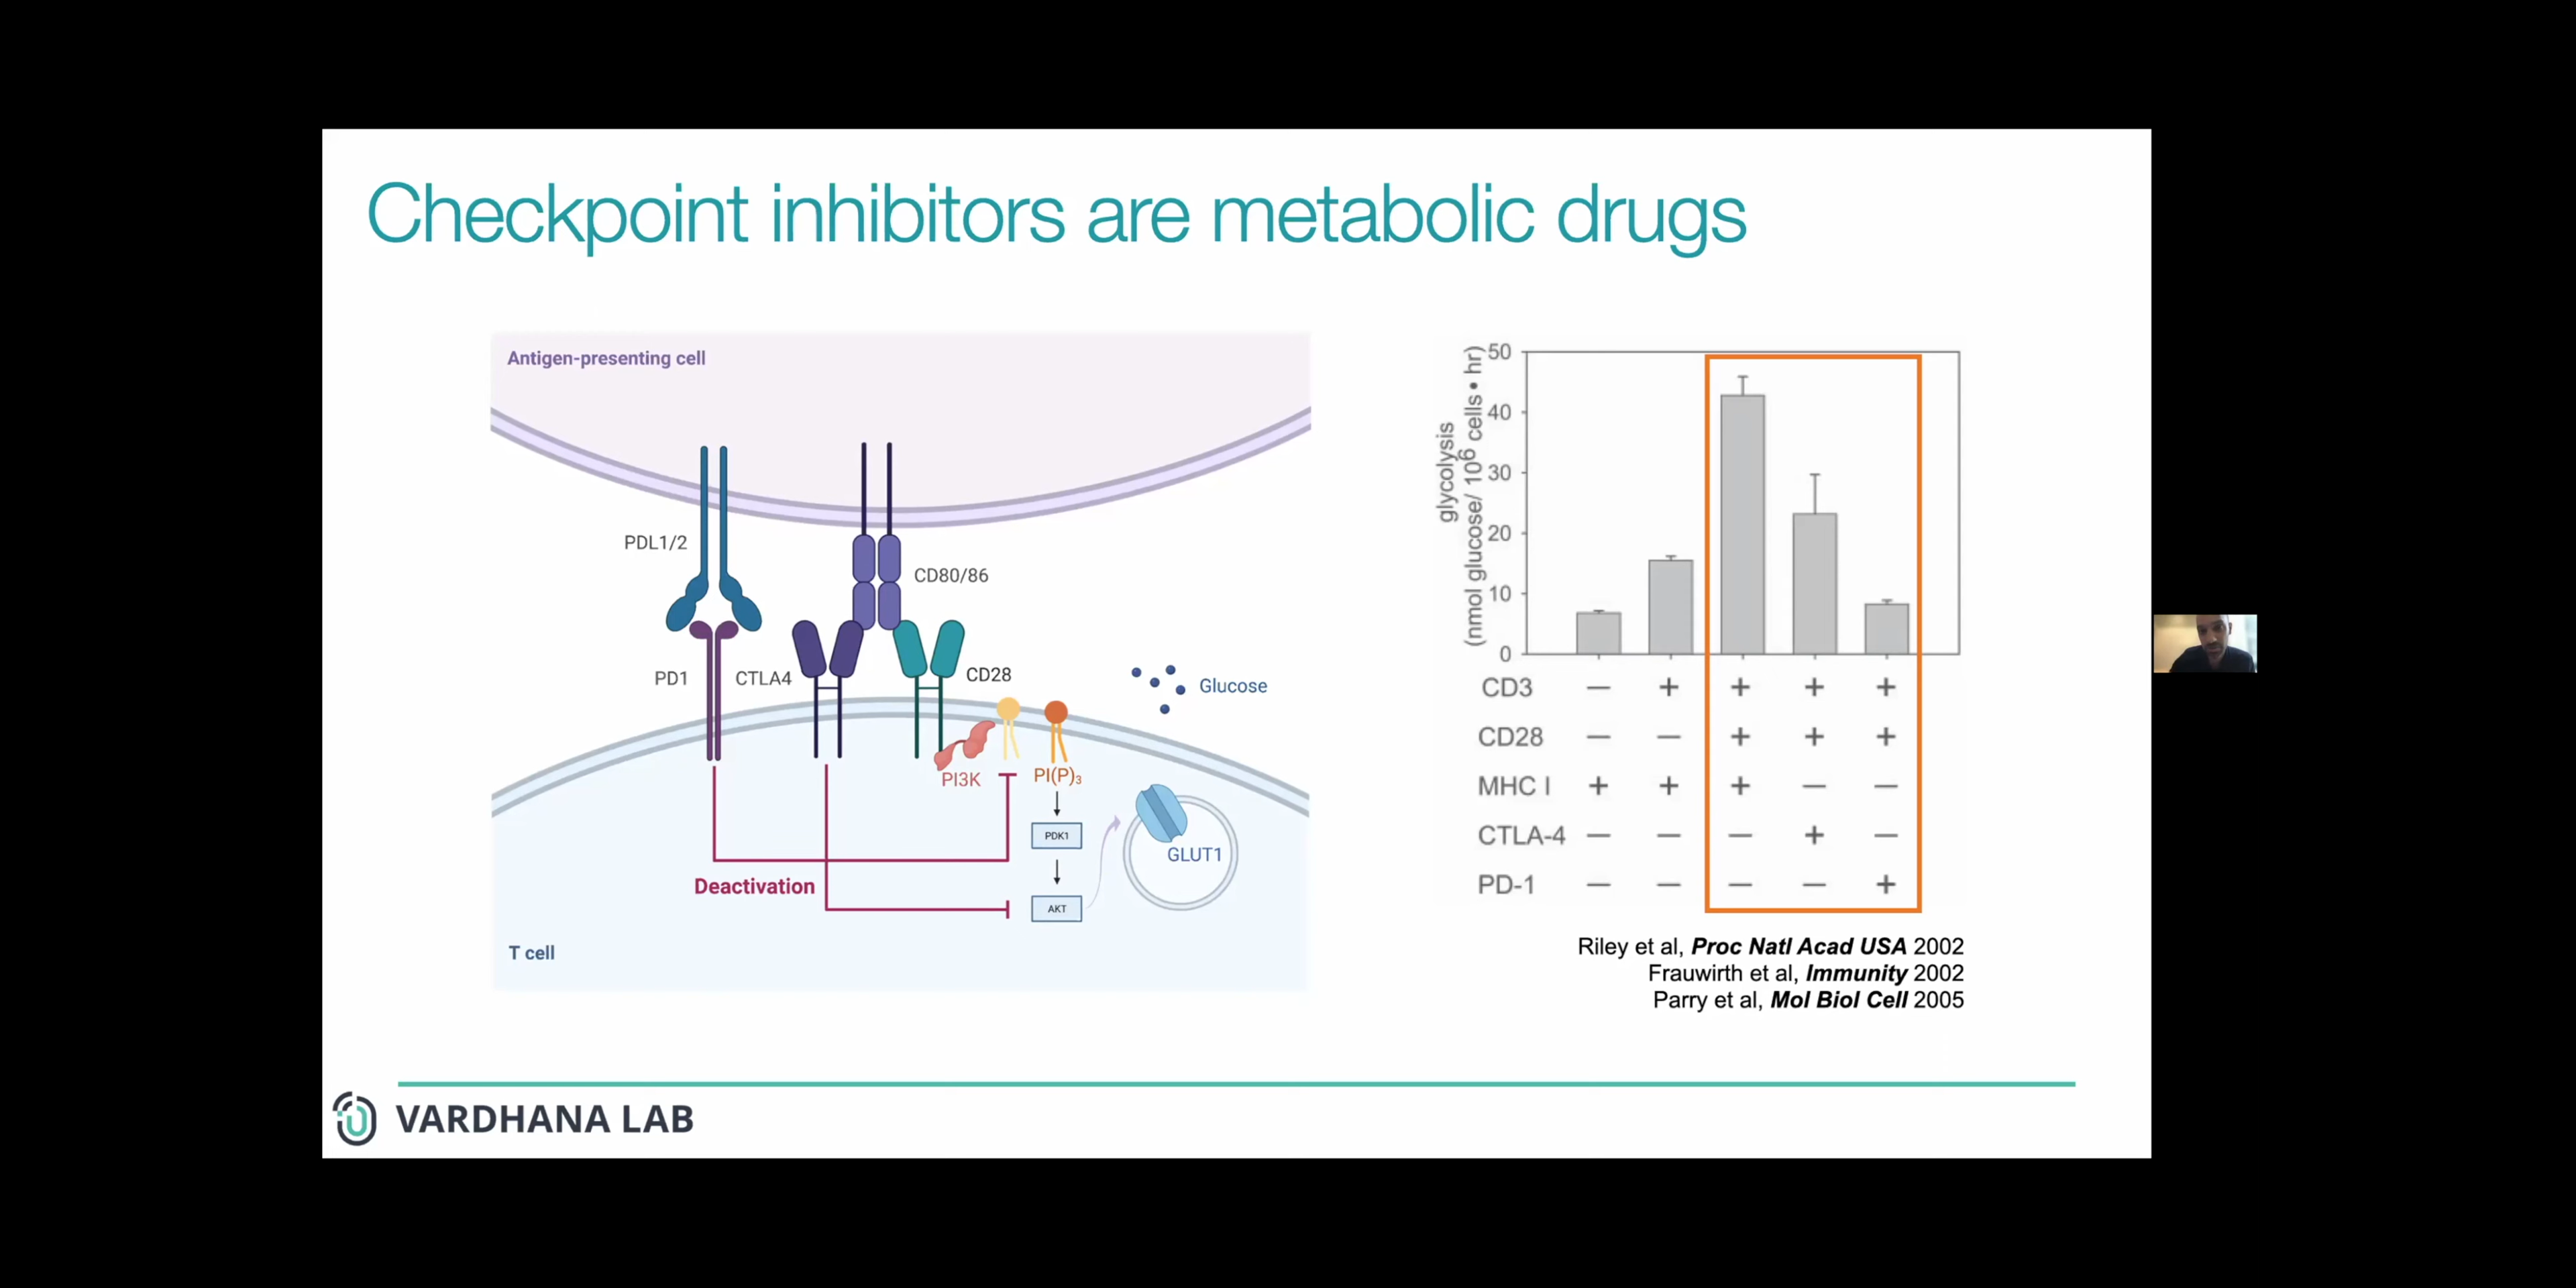 Checkpoint inhibitors are metabolic drugs
Antigen-presenting cell
PDL1/2
CD80/86
PD1
CTLA4
CD28
Glucose
PI3K
PI(P)₃
PDK1
GLUT1
Deactivation
AKT
T cell
glycolysis
(nmol glucose/ 10⁶ cells • hr)
50
40
30
20
10
0
CD3 — + + + +
CD28 — — + + +
MHC I + + + — —
CTLA-4 — — — + —
PD-1 — — — — +
Riley et al, Proc Natl Acad USA 2002
Frauwirth et al, Immunity 2002
Parry et al, Mol Biol Cell 2005
VARDHANA LAB